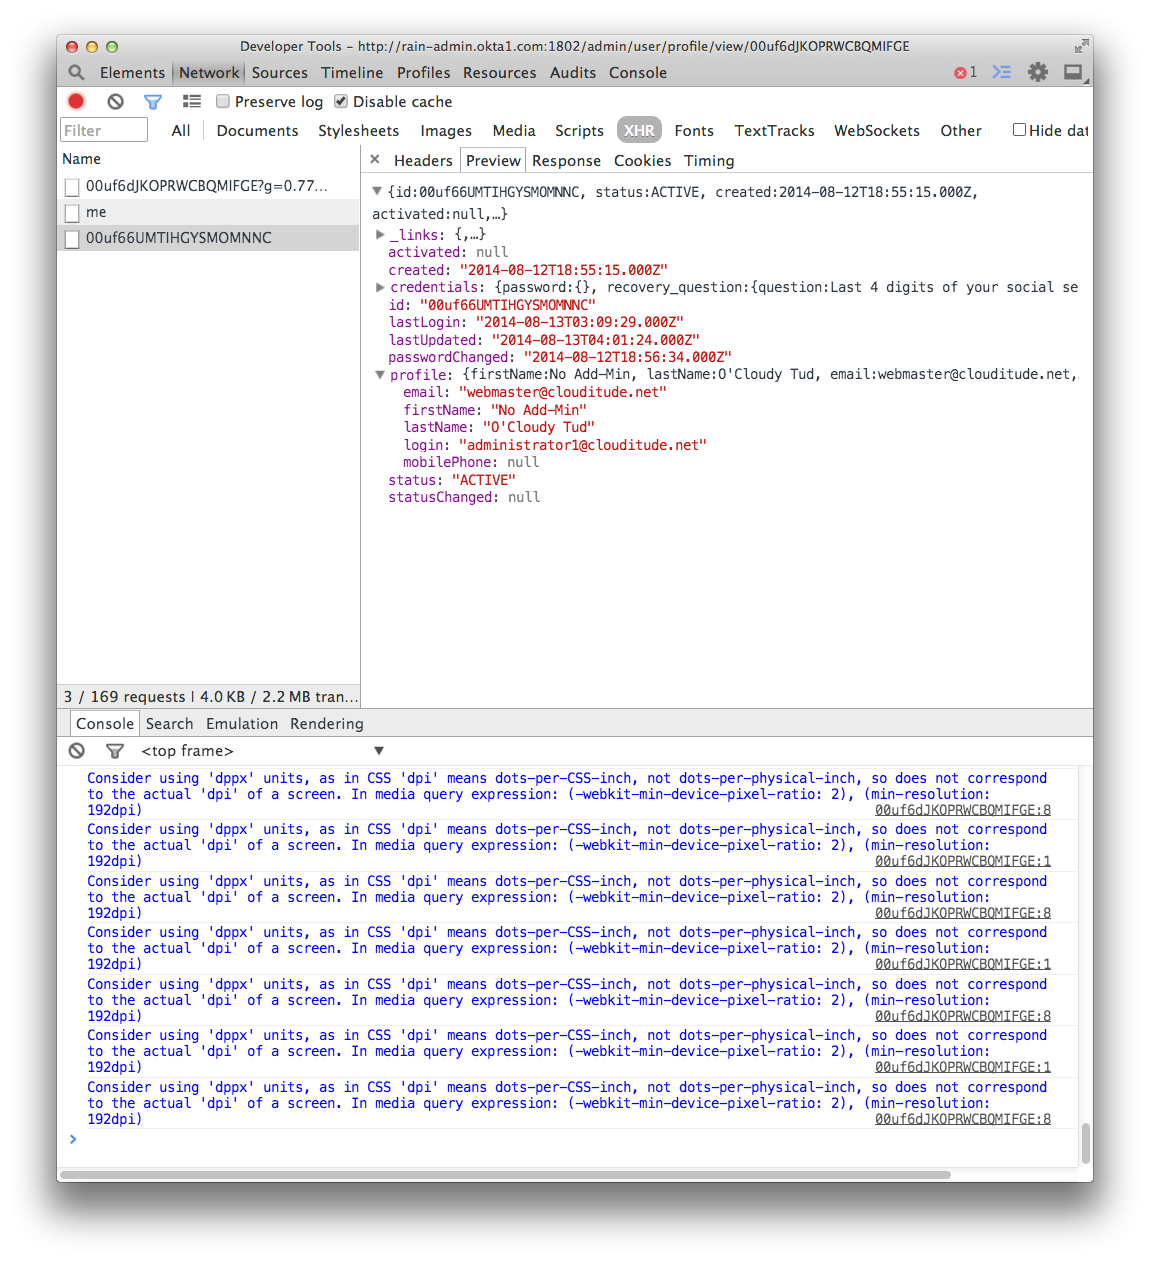 Developer Tools - http://rain-admin.okta1.com:1802/admin/user/profile/view/00uf6dJKOPRWCBQMIFGE
Elements Network Sources Timeline Profiles Resources Audits Console 1
Preserve log Disable cache
Filter All Documents Stylesheets Images Media Scripts XHR Fonts TextTracks WebSockets Other Hide dat
Name
00uf6dJKOPRWCBQMIFGE?g=0.77...
me
00uf66UMTIHGYSMOMNNC
3 / 169 requests | 4.0 KB / 2.2 MB tran...
× Headers Preview Response Cookies Timing
{id:00uf66UMTIHGYSMOMNNC, status:ACTIVE, created:2014-08-12T18:55:15.000Z,
activated:null,…}
_links: {,…}
activated: null
created: "2014-08-12T18:55:15.000Z"
credentials: {password:{}, recovery_question:{question:Last 4 digits of your social se
id: "00uf66UMTIHGYSMOMNNC"
lastLogin: "2014-08-13T03:09:29.000Z"
lastUpdated: "2014-08-13T04:01:24.000Z"
passwordChanged: "2014-08-12T18:56:34.000Z"
profile: {firstName:No Add-Min, lastName:O'Cloudy Tud, email:webmaster@clouditude.net,.
email: "webmaster@clouditude.net"
firstName: "No Add-Min"
lastName: "O'Cloudy Tud"
login: "administrator1@clouditude.net"
mobilePhone: null
status: "ACTIVE"
statusChanged: null
Console Search Emulation Rendering
<top frame>
Consider using 'dppx' units, as in CSS 'dpi' means dots-per-CSS-inch, not dots-per-physical-inch, so does not correspond
to the actual 'dpi' of a screen. In media query expression: (-webkit-min-device-pixel-ratio: 2), (min-resolution:
192dpi) 00uf6dJKOPRWCBQMIFGE:8
Consider using 'dppx' units, as in CSS 'dpi' means dots-per-CSS-inch, not dots-per-physical-inch, so does not correspond
to the actual 'dpi' of a screen. In media query expression: (-webkit-min-device-pixel-ratio: 2), (min-resolution:
192dpi) 00uf6dJKOPRWCBQMIFGE:1
Consider using 'dppx' units, as in CSS 'dpi' means dots-per-CSS-inch, not dots-per-physical-inch, so does not correspond
to the actual 'dpi' of a screen. In media query expression: (-webkit-min-device-pixel-ratio: 2), (min-resolution:
192dpi) 00uf6dJKOPRWCBQMIFGE:8
Consider using 'dppx' units, as in CSS 'dpi' means dots-per-CSS-inch, not dots-per-physical-inch, so does not correspond
to the actual 'dpi' of a screen. In media query expression: (-webkit-min-device-pixel-ratio: 2), (min-resolution:
192dpi) 00uf6dJKOPRWCBQMIFGE:1
Consider using 'dppx' units, as in CSS 'dpi' means dots-per-CSS-inch, not dots-per-physical-inch, so does not correspond
to the actual 'dpi' of a screen. In media query expression: (-webkit-min-device-pixel-ratio: 2), (min-resolution:
192dpi) 00uf6dJKOPRWCBQMIFGE:8
Consider using 'dppx' units, as in CSS 'dpi' means dots-per-CSS-inch, not dots-per-physical-inch, so does not correspond
to the actual 'dpi' of a screen. In media query expression: (-webkit-min-device-pixel-ratio: 2), (min-resolution:
192dpi) 00uf6dJKOPRWCBQMIFGE:1
Consider using 'dppx' units, as in CSS 'dpi' means dots-per-CSS-inch, not dots-per-physical-inch, so does not correspond
to the actual 'dpi' of a screen. In media query expression: (-webkit-min-device-pixel-ratio: 2), (min-resolution:
192dpi) 00uf6dJKOPRWCBQMIFGE:8